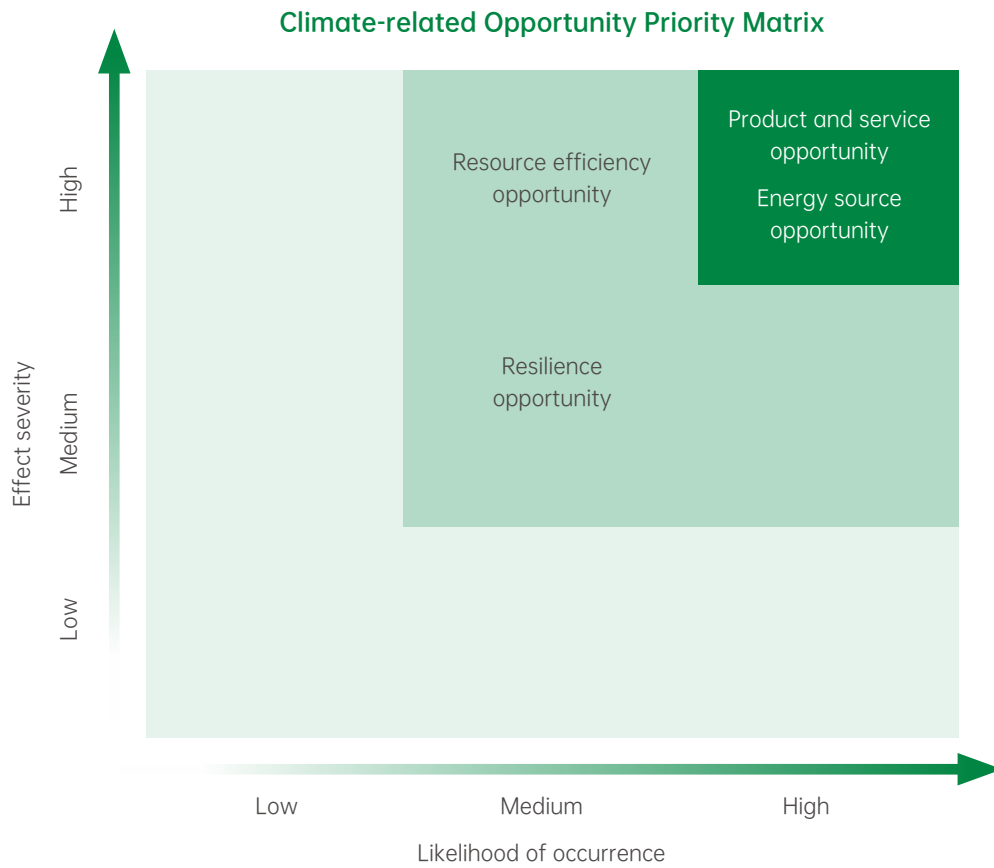 Climate-related Opportunity Priority Matrix
Product and service
opportunity
Energy source
opportunity
Resource efficiency
opportunity
Resilience
opportunity
Effect severity
High
Medium
Low
Low
Medium
High
Likelihood of occurrence